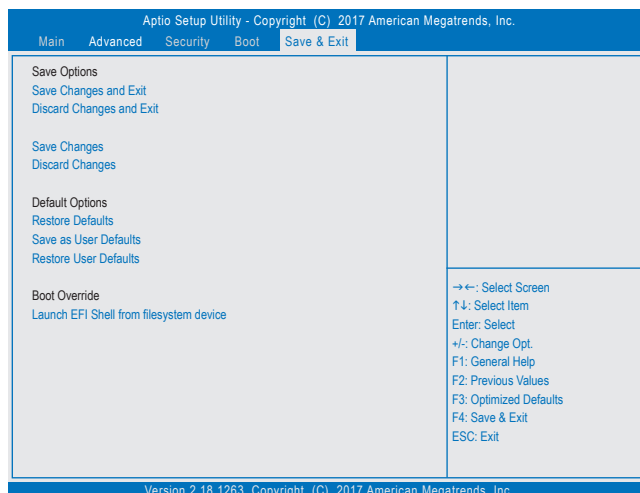 Aptio Setup Utility - Copyright (C) 2017 American Megatrends, Inc.
Main Advanced Security Boot Save & Exit
Save Options
Save Changes and Exit
Discard Changes and Exit
Save Changes
Discard Changes
Default Options
Restore Defaults
Save as User Defaults
Restore User Defaults
Boot Override
Launch EFI Shell from filesystem device
→←: Select Screen
↑↓: Select Item
Enter: Select
+/-: Change Opt.
F1: General Help
F2: Previous Values
F3: Optimized Defaults
F4: Save & Exit
ESC: Exit
Version 2.18.1263. Copyright (C) 2017 American Megatrends, Inc.